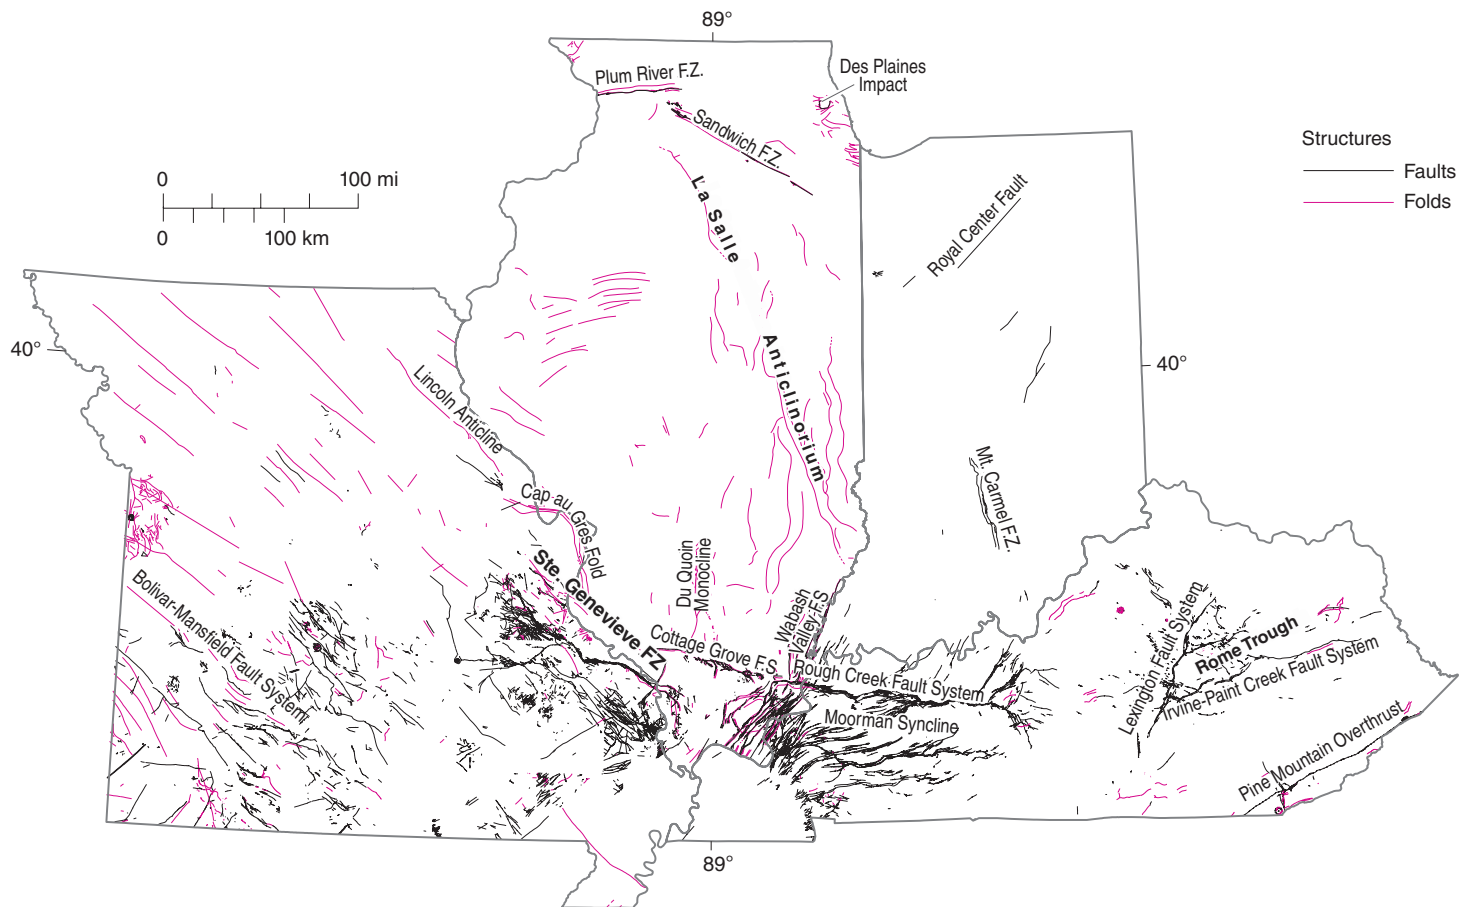 89°
Plum River F.Z.
Des Plaines
Impact
Sandwich F.Z.
Structures
Faults
Folds
0
100 mi
0
100 km
La Salle
Royal Center Fault
40°
40°
Anticlinorium
Lincoln Anticline
Cap au Gres Fold
Mt. Carmel F.Z.
Ste. Genevieve FZ
Du Quoin
Monocline
Wabash
Valley F.S.
Bolivar-Mansfield Fault System
Cottage Grove F.S.
Rough Creek Fault System
Moorman Syncline
Lexington Fault System
Rome Trough
Irvine-Paint Creek Fault System
Pine Mountain Overthrust
89°